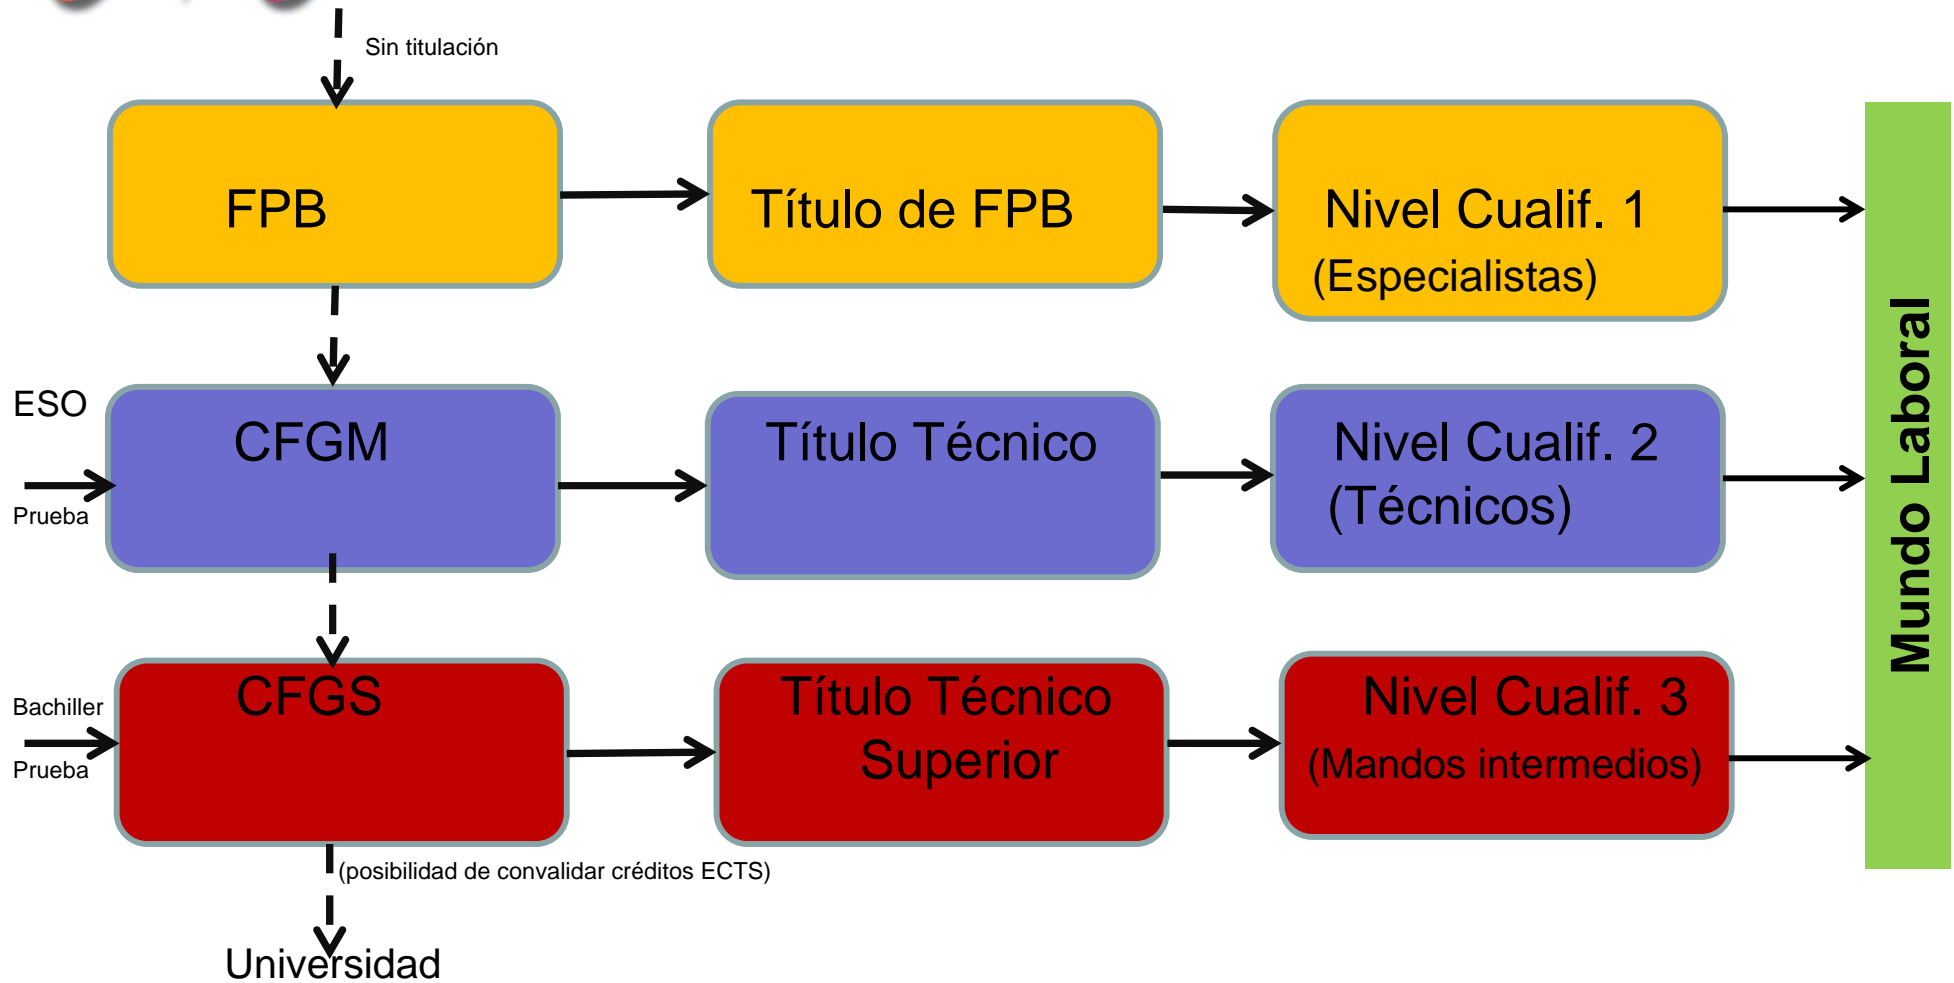 Sin titulación
FPB
Título de FPB
Nivel Cualif. 1
(Especialistas)
ESO
Prueba
CFGM
Título Técnico
Nivel Cualif. 2
(Técnicos)
Bachiller
Prueba
CFGS
Título Técnico
Superior
Nivel Cualif. 3
(Mandos intermedios)
Mundo Laboral
(posibilidad de convalidar créditos ECTS)
Universidad